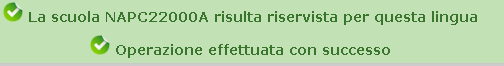 La scuola NAPC22000A risulta riservista per questa lingua
Operazione effettuata con successo